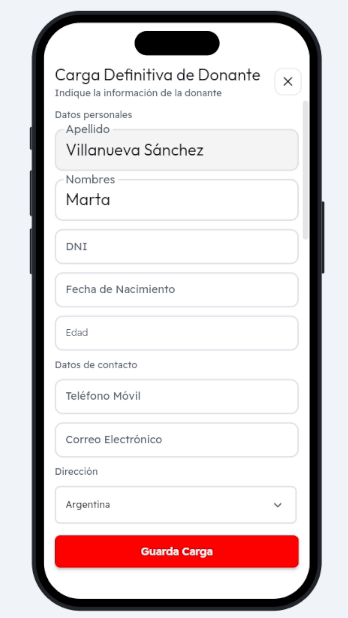 Carga Definitiva de Donante
Indique la información de la donante
Datos personales
Apellido
Villanueva Sánchez
Nombres
Marta
DNI
Fecha de Nacimiento
Edad
Datos de contacto
Teléfono Móvil
Correo Electrónico
Dirección
Argentina
Guarda Carga